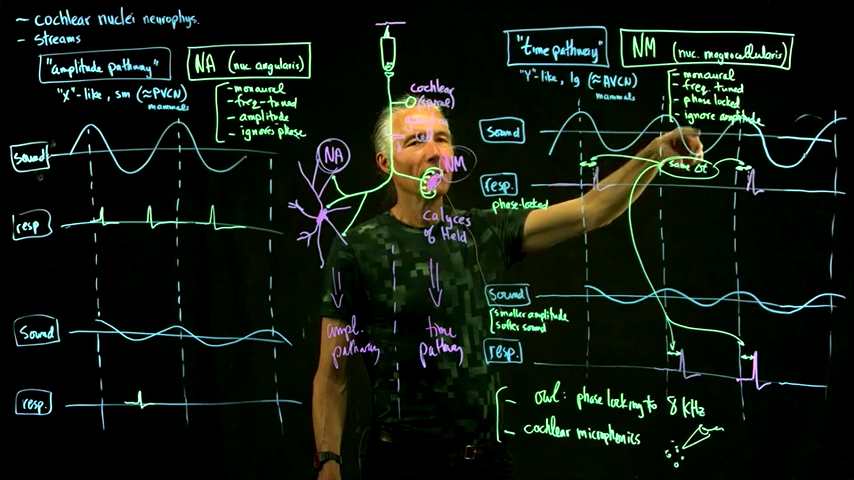 ~ cochlear nuclei neurophys.
- streams
"amplitude pathway"
NA (nuc. angularis)
"X"-like, sm (≈PVCN)
mammals
- monaural
- freq-tuned
- amplitude
- ignores phase
Sound
resp
Sound
resp.
cochlear
(spiral)
NA
NM
calyces
of Held
ampl.
pathway
time
pathway
"time pathway"
NM (nuc. magnocellularis)
"Y"-like, lg (≈AVCN)
mammals
- monaural
- freq. tuned
- phase locked
- ignore amplitude
Sound
resp.
phase-locked
same Δt
Sound
smaller amplitude
softer sound
resp.
- owl: phase locking to 8 KHz
- cochlear microphonics